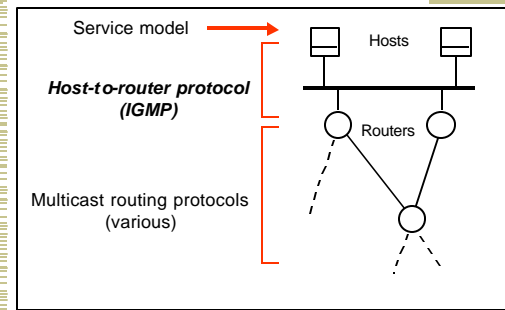 Service model
Hosts
Host-to-router protocol
(IGMP)
Routers
Multicast routing protocols
(various)